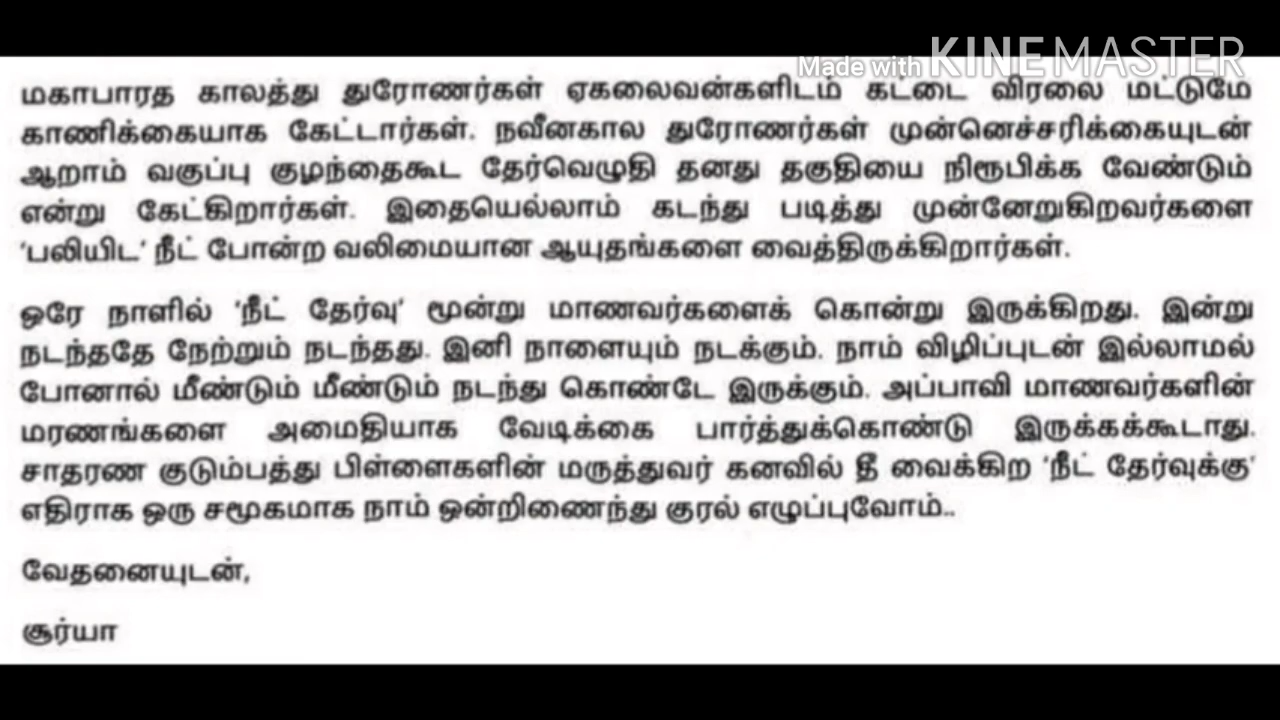 Made with KINEMASTER
மகாபாரத காலத்து துரோணர்கள் ஏகலைவன்களிடம் கட்டை விரலை மட்டுமே
காணிக்கையாக கேட்டார்கள். நவீனகால துரோணர்கள் முன்னெச்சரிக்கையுடன்
ஆறாம் வகுப்பு குழந்தைகூட தேர்வெழுதி தனது தகுதியை நிரூபிக்க வேண்டும்
என்று கேட்கிறார்கள். இதையெல்லாம் கடந்து படித்து முன்னேறுகிறவர்களை
'பலியிட' நீட் போன்ற வலிமையான ஆயுதங்களை வைத்திருக்கிறார்கள்.
ஒரே நாளில் 'நீட் தேர்வு' மூன்று மாணவர்களைக் கொன்று இருக்கிறது. இன்று
நடந்ததே நேற்றும் நடந்தது. இனி நாளையும் நடக்கும். நாம் விழிப்புடன் இல்லாமல்
போனால் மீண்டும் மீண்டும் நடந்து கொண்டே இருக்கும். அப்பாவி மாணவர்களின்
மரணங்களை அமைதியாக வேடிக்கை பார்த்துக்கொண்டு இருக்கக்கூடாது.
சாதரண குடும்பத்து பிள்ளைகளின் மருத்துவர் கனவில் தீ வைக்கிற 'நீட் தேர்வுக்கு'
எதிராக ஒரு சமூகமாக நாம் ஒன்றிணைந்து குரல் எழுப்புவோம்..
வேதனையுடன்,
சூர்யா